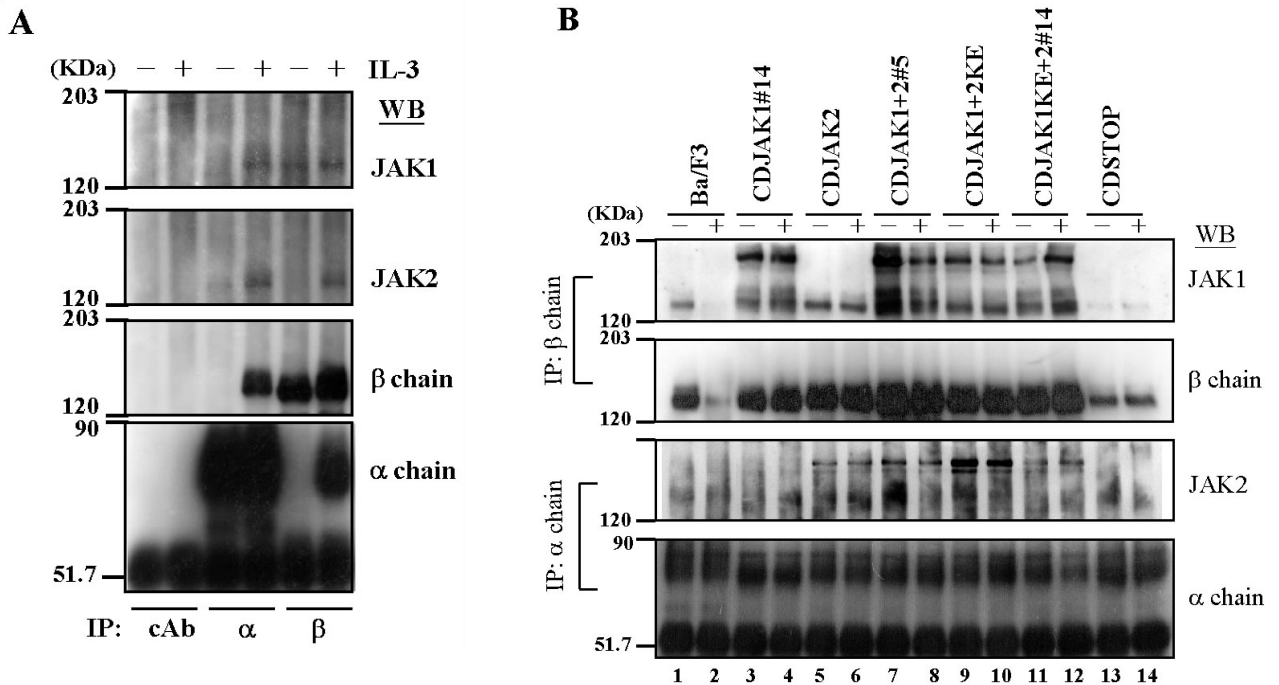 A
(KDa) − + − + − + IL-3
203
WB
JAK1
120
203
JAK2
120
203
β chain
120
90
α chain
51.7
IP: cAb α β
B
Ba/F3
CDJAK1#14
CDJAK2
CDJAK1+2#5
CDJAK1+2KE
CDJAK1KE+2#14
CDSTOP
(KDa) − + − + − + − + − + − + − +
WB
203
JAK1
120
IP: β chain
203
β chain
120
JAK2
120
IP: α chain
90
α chain
51.7
1 2 3 4 5 6 7 8 9 10 11 12 13 14